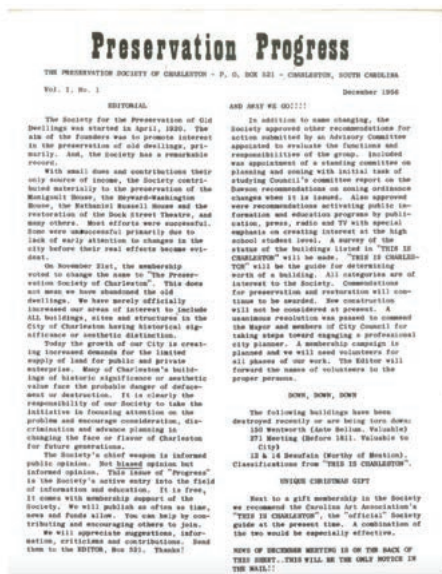 Preservation Progress
THE PRESERVATION SOCIETY OF CHARLESTON - P. O. BOX 521 - CHARLESTON, SOUTH CAROLINA
Vol. I, No. 1
December 1956
EDITORIAL
The Society for the Preservation of Old
Dwellings was started in April, 1920. The
aim of the founders was to promote interest
in the preservation of old dwellings, pri-
marily. And, the Society has a remarkable
record.
With small dues and contributions their
only source of income, the Society contri-
buted materially to the preservation of the
Manigault House, the Heyward-Washington
House, the Nathaniel Russell House and the
restoration of the Dock Street Theatre, and
many others. Most efforts were successful.
Some were unsuccessful primarily due to
lack of early attention to changes in the
city before their real effects became evi-
dent.
On November 21st, the membership
voted to change the name to "The Preser-
vation Society of Charleston". This does
not mean we have abandoned the old
dwellings. We have merely officially
increased our areas of interest to include
ALL buildings, sites and structures in the
City of Charleston having historical sig-
nificance or aesthetic distinction.
Today the growth of our City is creat-
ing increased demands for the limited
supply of land for public and private
enterprise. Many of Charleston's build-
ings of historic significance or aesthetic
value face the probable danger of deface-
ment or destruction. It is clearly the
responsibility of our Society to take the
initiative in focusing attention on the
problem and encourage consideration, dis-
crimination and advance planning in
changing the face or flavor of Charleston
for future generations.
The Society's chief weapon is informed
public opinion. Not biased opinion but
informed opinion. This issue of "Progress"
is the Society's active entry into the field
of information and education. It is free,
It comes with membership support of the
Society. We will publish as often as time,
news and funds allow. You can help by con-
tributing and encouraging others to join.
We will appreciate suggestions, infor-
mation, criticisms and contributions. Send
them to the EDITOR, Box 521. Thanks!
AND AWAY WE GO!!!!
In addition to name changing, the
Society approved other recommendations for
action submitted by an Advisory Committee
appointed to evaluate the functions and
responsibilities of the group. Included
was appointment of a standing committee on
planning and zoning with initial task of
studying Council's committee report on the
Dawson recommendations on zoning ordinance
changes when it is issued. Also approved
were recommendations activating public in-
formation and education programs by publi-
cation, press, radio and TV with special
emphasis on creating interest at the high
school student level. A survey of the
status of the buildings listed in "THIS IS
CHARLESTON" will be made. "THIS IS CHARLES-
TON" will be the guide for determining
worth of a building. All categories are of
interest to the Society. Commendations
for preservation and restoration will con-
tinue to be awarded. New construction
will not be considered at present. A
unanimous resolution was passed to commend
the Mayor and members of City Council for
taking steps toward engaging a professional
city planner. A membership campaign is
planned and we will need volunteers for
all phases of our work. The Editor will
forward the names of volunteers to the
proper persons.
DOWN, DOWN, DOWN
The following buildings have been
destroyed recently or are being torn down:
150 Wentworth (Ante Bellum. Valuable)
271 Meeting (Before 1811. Valuable to
City)
12 & 14 Beaufain (Worthy of Mention).
Classifications from "THIS IS CHARLESTON".
UNIQUE CHRISTMAS GIFT
Next to a gift membership in the Society
we recommend the Carolina Art Association's
"THIS IS CHARLESTON", the "official" Society
guide at the present time. A combination of
the two would be especially effective.
NEWS OF DECEMBER MEETING IS ON THE BACK OF
THIS SHEET..THIS WILL BE THE ONLY NOTICE IN
THE MAIL!!